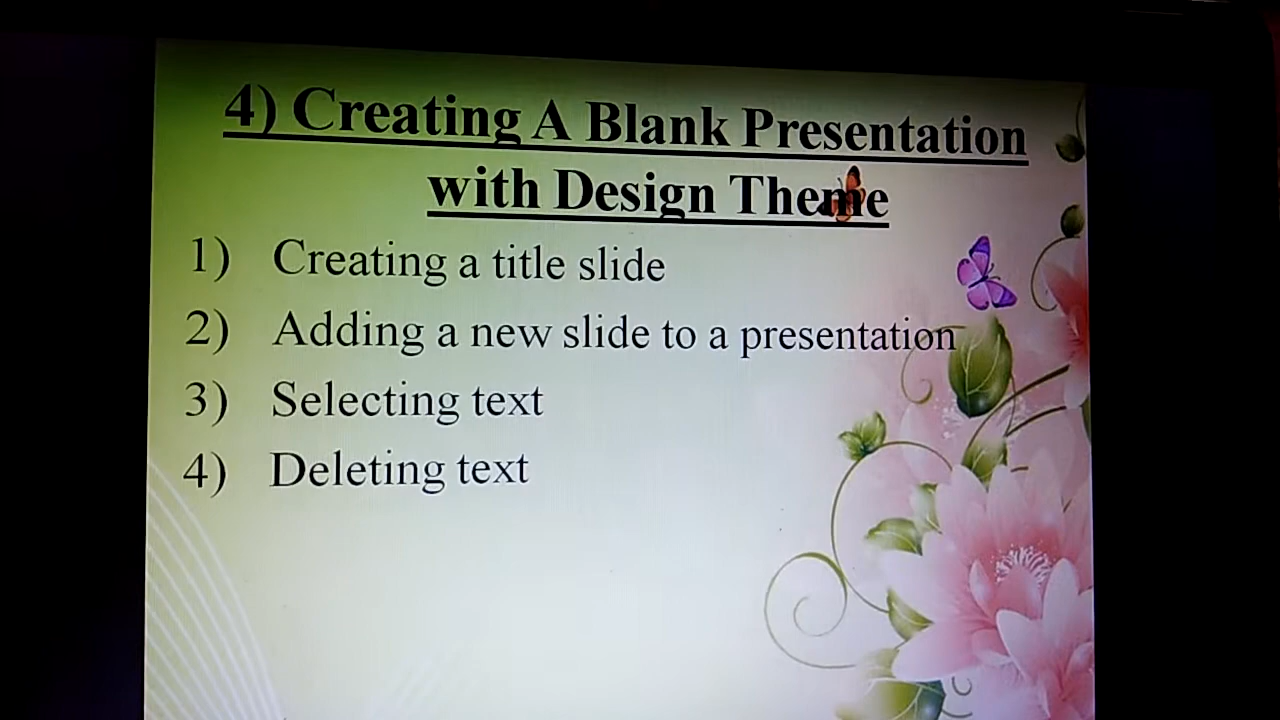 4) Creating A Blank Presentation
with Design Theme
1) Creating a title slide
2) Adding a new slide to a presentation
3) Selecting text
4) Deleting text